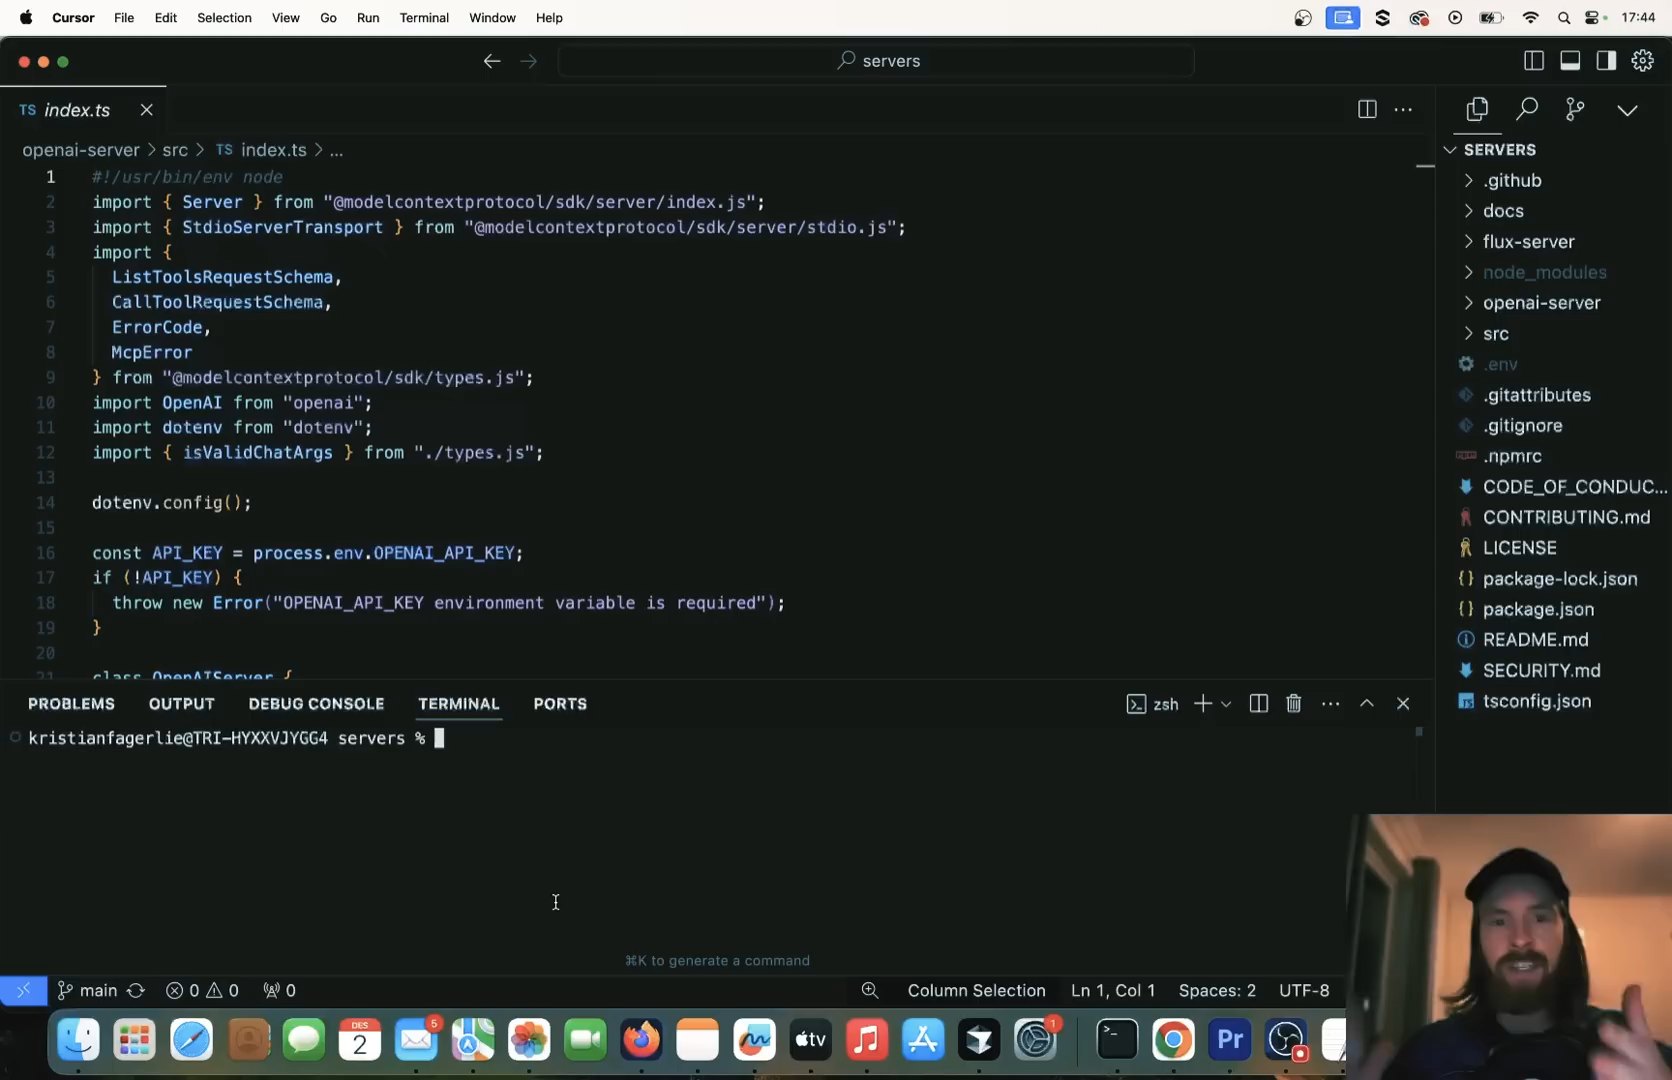 Cursor File Edit Selection View Go Run Terminal Window Help 17:44
servers
TS index.ts
openai-server > src > TS index.ts > ...
1 #!/usr/bin/env node
2 import { Server } from "@modelcontextprotocol/sdk/server/index.js";
3 import { StdioServerTransport } from "@modelcontextprotocol/sdk/server/stdio.js";
4 import {
5 ListToolsRequestSchema,
6 CallToolRequestSchema,
7 ErrorCode,
8 McpError
9 } from "@modelcontextprotocol/sdk/types.js";
10 import OpenAI from "openai";
11 import dotenv from "dotenv";
12 import { isValidChatArgs } from "./types.js";
13
14 dotenv.config();
15
16 const API_KEY = process.env.OPENAI_API_KEY;
17 if (!API_KEY) {
18 throw new Error("OPENAI_API_KEY environment variable is required");
19 }
20
21 class OpenAIServer {
SERVERS
.github
docs
flux-server
node_modules
openai-server
src
.env
.gitattributes
.gitignore
.npmrc
CODE_OF_CONDUC...
CONTRIBUTING.md
LICENSE
package-lock.json
package.json
README.md
SECURITY.md
tsconfig.json
PROBLEMS OUTPUT DEBUG CONSOLE TERMINAL PORTS zsh
kristianfagerlie@TRI-HYXXVJYGG4 servers %
⌘K to generate a command
main 0 0 0 Column Selection Ln 1, Col 1 Spaces: 2 UTF-8
DES
2
5
tv
1
Pr